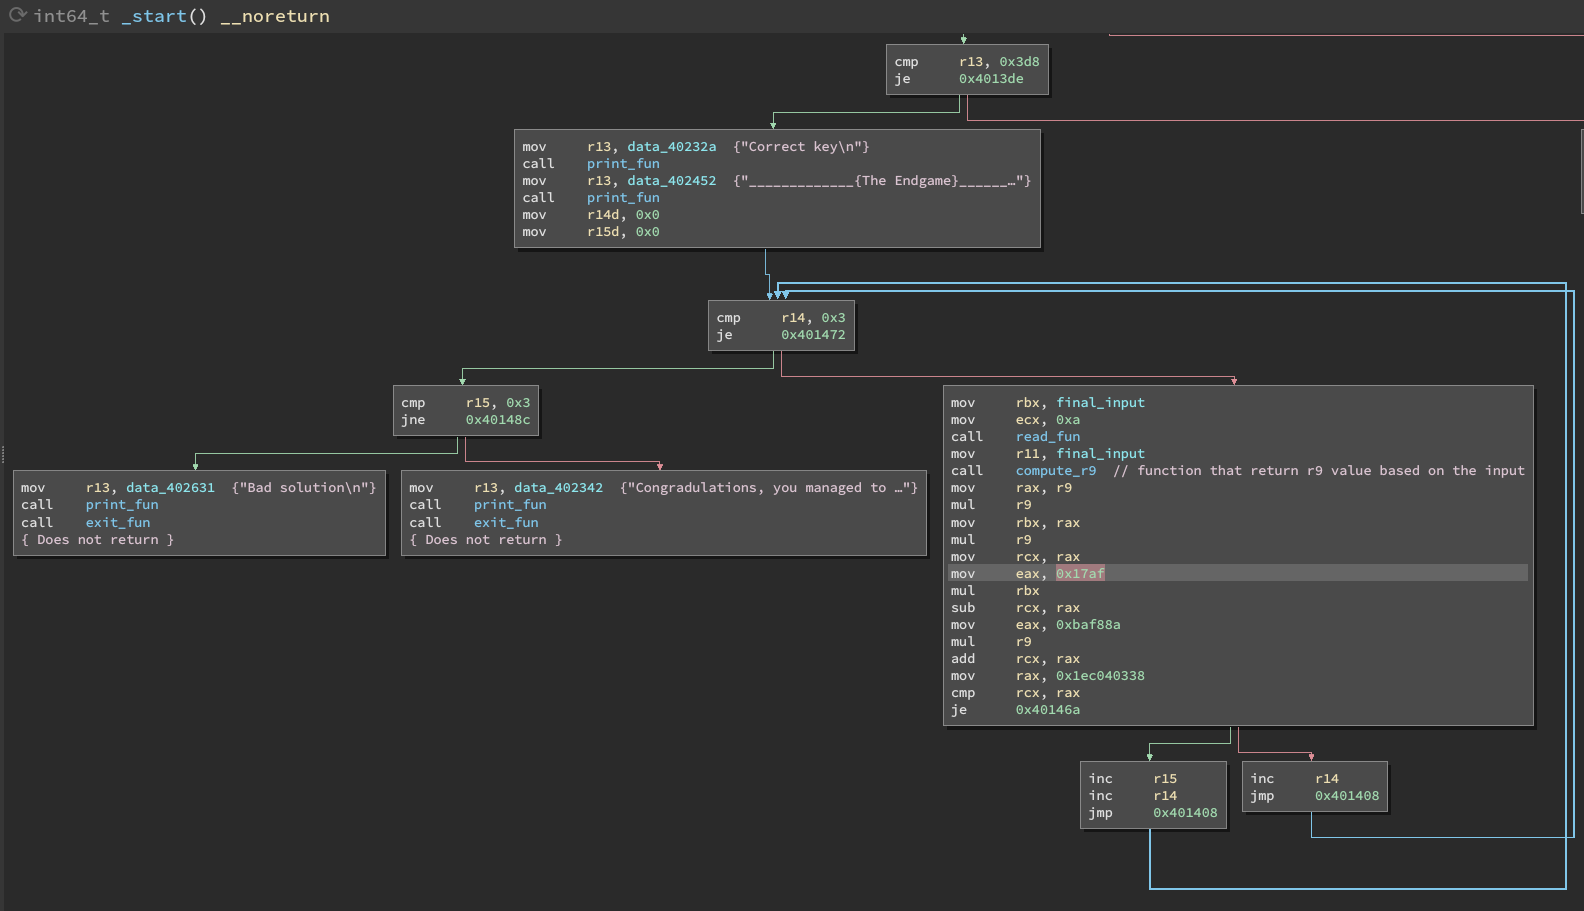 int64_t _start() __noreturn
cmp r13, 0x3d8
je 0x4013de
mov r13, data_40232a {"Correct key\n"}
call print_fun
mov r13, data_402452 {"_____________{The Endgame}______…"}
call print_fun
mov r14d, 0x0
mov r15d, 0x0
cmp r14, 0x3
je 0x401472
cmp r15, 0x3
jne 0x40148c
mov r13, data_402631 {"Bad solution\n"}
call print_fun
call exit_fun
{ Does not return }
mov r13, data_402342 {"Congradulations, you managed to …"}
call print_fun
call exit_fun
{ Does not return }
mov rbx, final_input
mov ecx, 0xa
call read_fun
mov r11, final_input
call compute_r9 // function that return r9 value based on the input
mov rax, r9
mul r9
mov rbx, rax
mul r9
mov rcx, rax
mov eax, 0x17af
mul rbx
sub rcx, rax
mov eax, 0xbaf88a
mul r9
add rcx, rax
mov rax, 0x1ec040338
cmp rcx, rax
je 0x40146a
inc r15
inc r14
jmp 0x401408
inc r14
jmp 0x401408